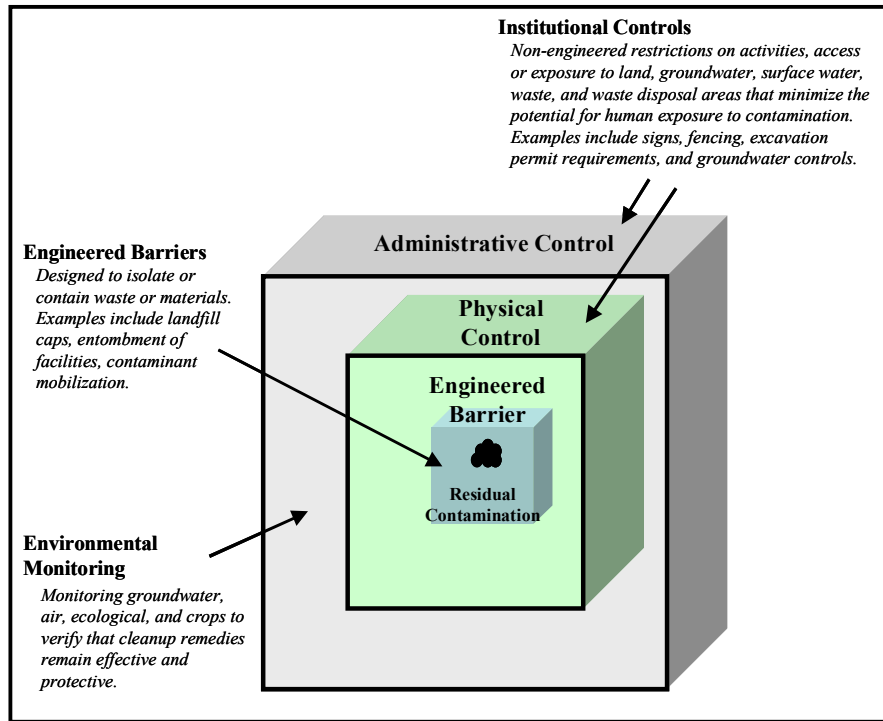 Institutional Controls
Non-engineered restrictions on activities, access
or exposure to land, groundwater, surface water,
waste, and waste disposal areas that minimize the
potential for human exposure to contamination.
Examples include signs, fencing, excavation
permit requirements, and groundwater controls.
Administrative Control
Engineered Barriers
Designed to isolate or
contain waste or materials.
Examples include landfill
caps, entombment of
facilities, contaminant
mobilization.
Physical
Control
Engineered
Barrier
Residual
Contamination
Environmental
Monitoring
Monitoring groundwater,
air, ecological, and crops to
verify that cleanup remedies
remain effective and
protective.